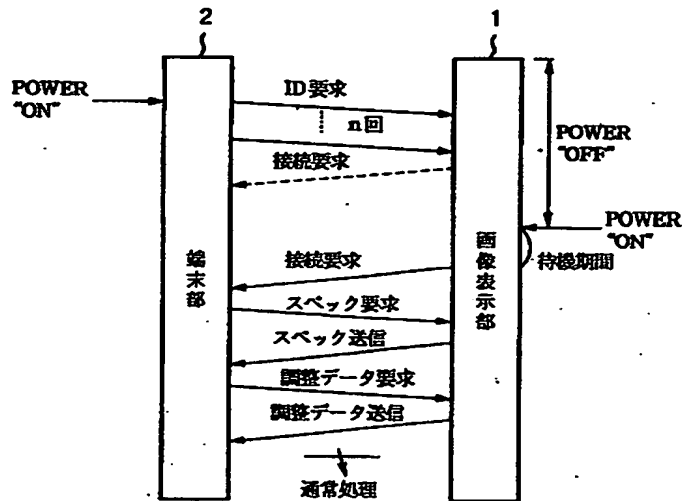 2
1
POWER
"ON"
ID要求
n回
接続要求
POWER
"OFF"
POWER
"ON"
待機期間
端末部
画像表示部
接続要求
スペック要求
スペック送信
調整データ要求
調整データ送信
通常処理